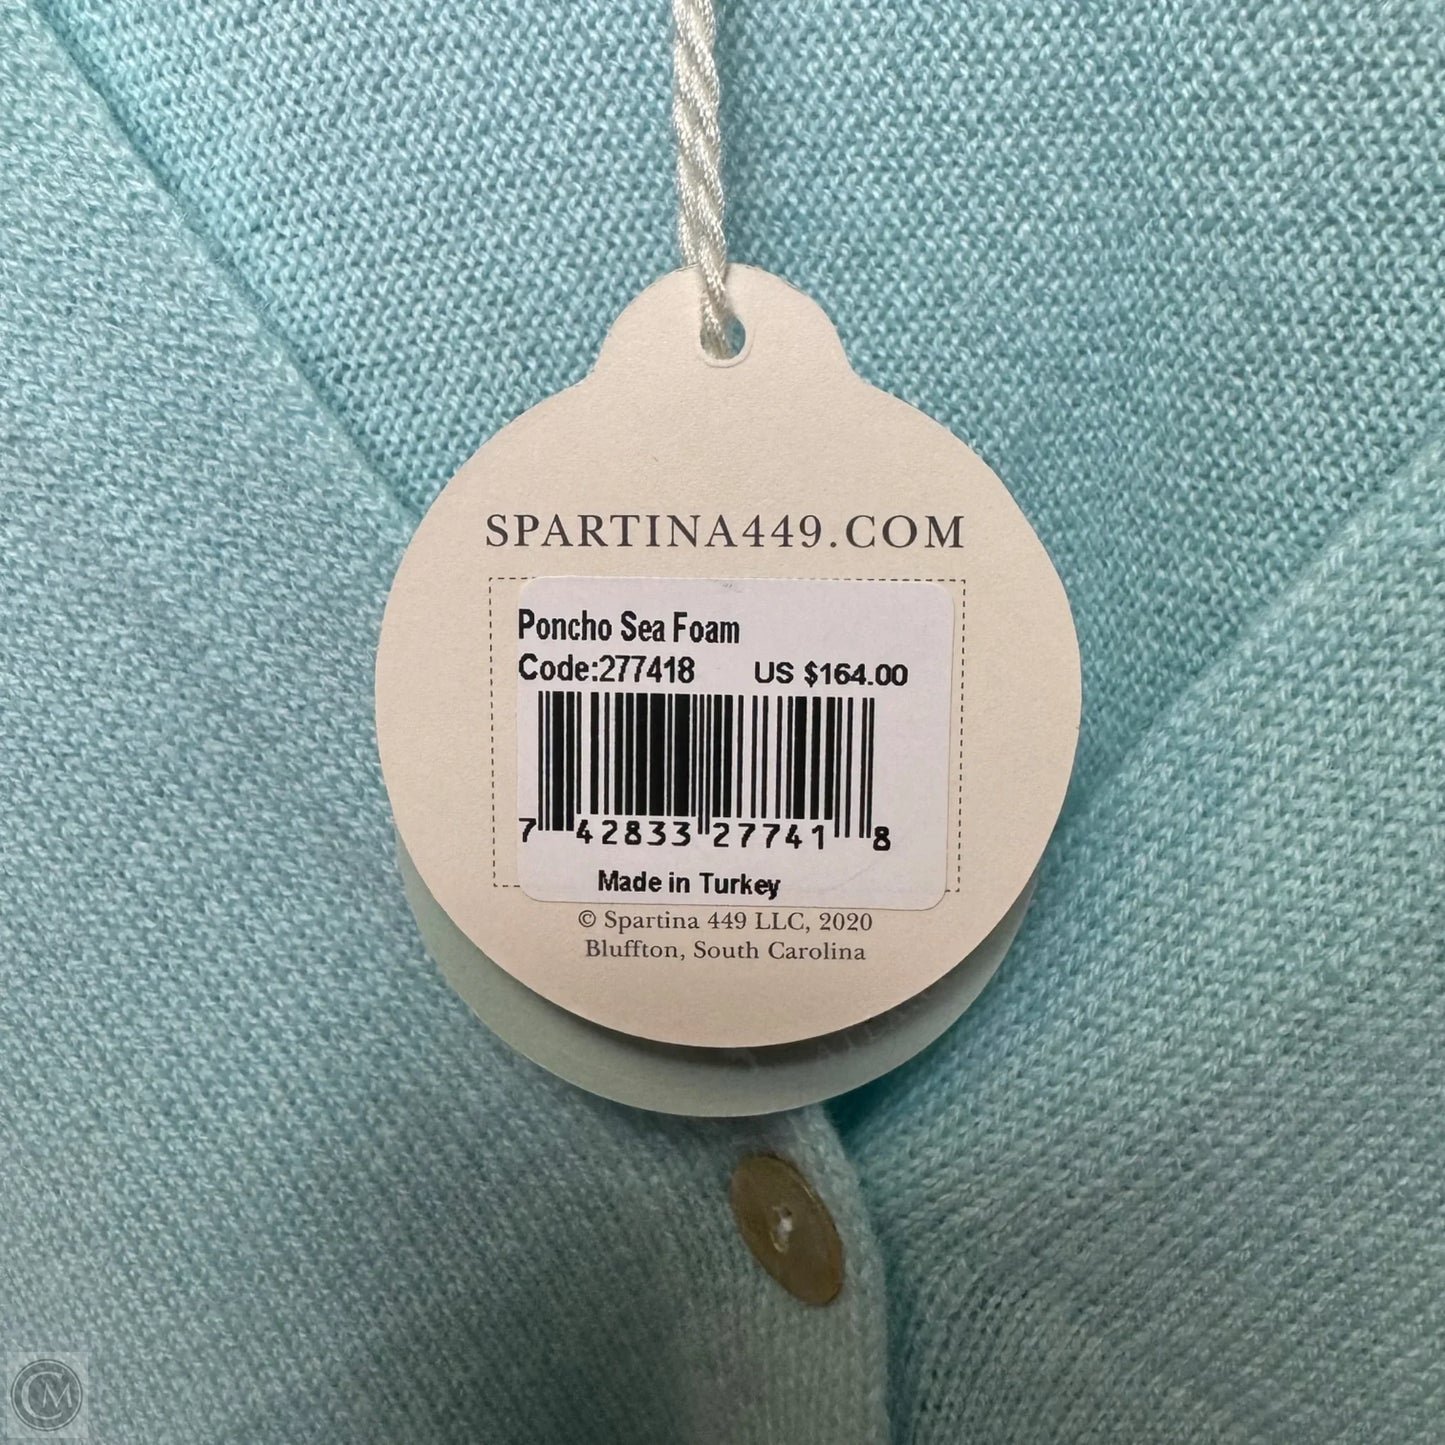 SPARTINA449.COM
Poncho Sea Foam
Code:277418 US $164.00
7 42833 27741 8
Made in Turkey
© Spartina 449 LLC, 2020
Bluffton, South Carolina
CM